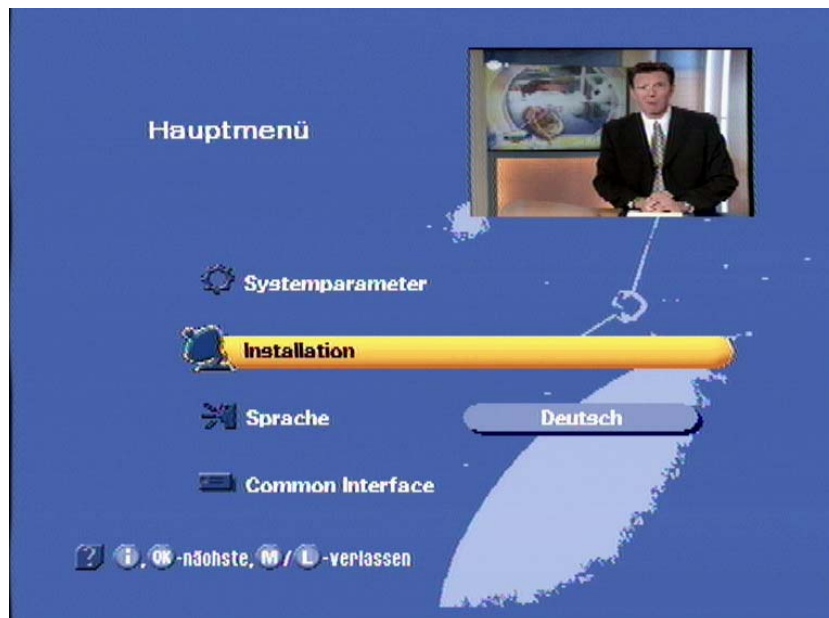 Hauptmenü
Systemparameter
Installation
Sprache Deutsch
Common Interface
? i, OK-nächste, M/L-verlassen